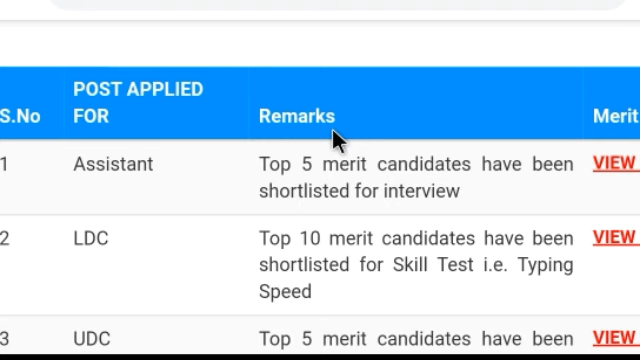 S.No POST APPLIED FOR Remarks Merit
1 Assistant Top 5 merit candidates have been shortlisted for interview VIEW
2 LDC Top 10 merit candidates have been shortlisted for Skill Test i.e. Typing Speed VIEW
3 UDC Top 5 merit candidates have been VIEW